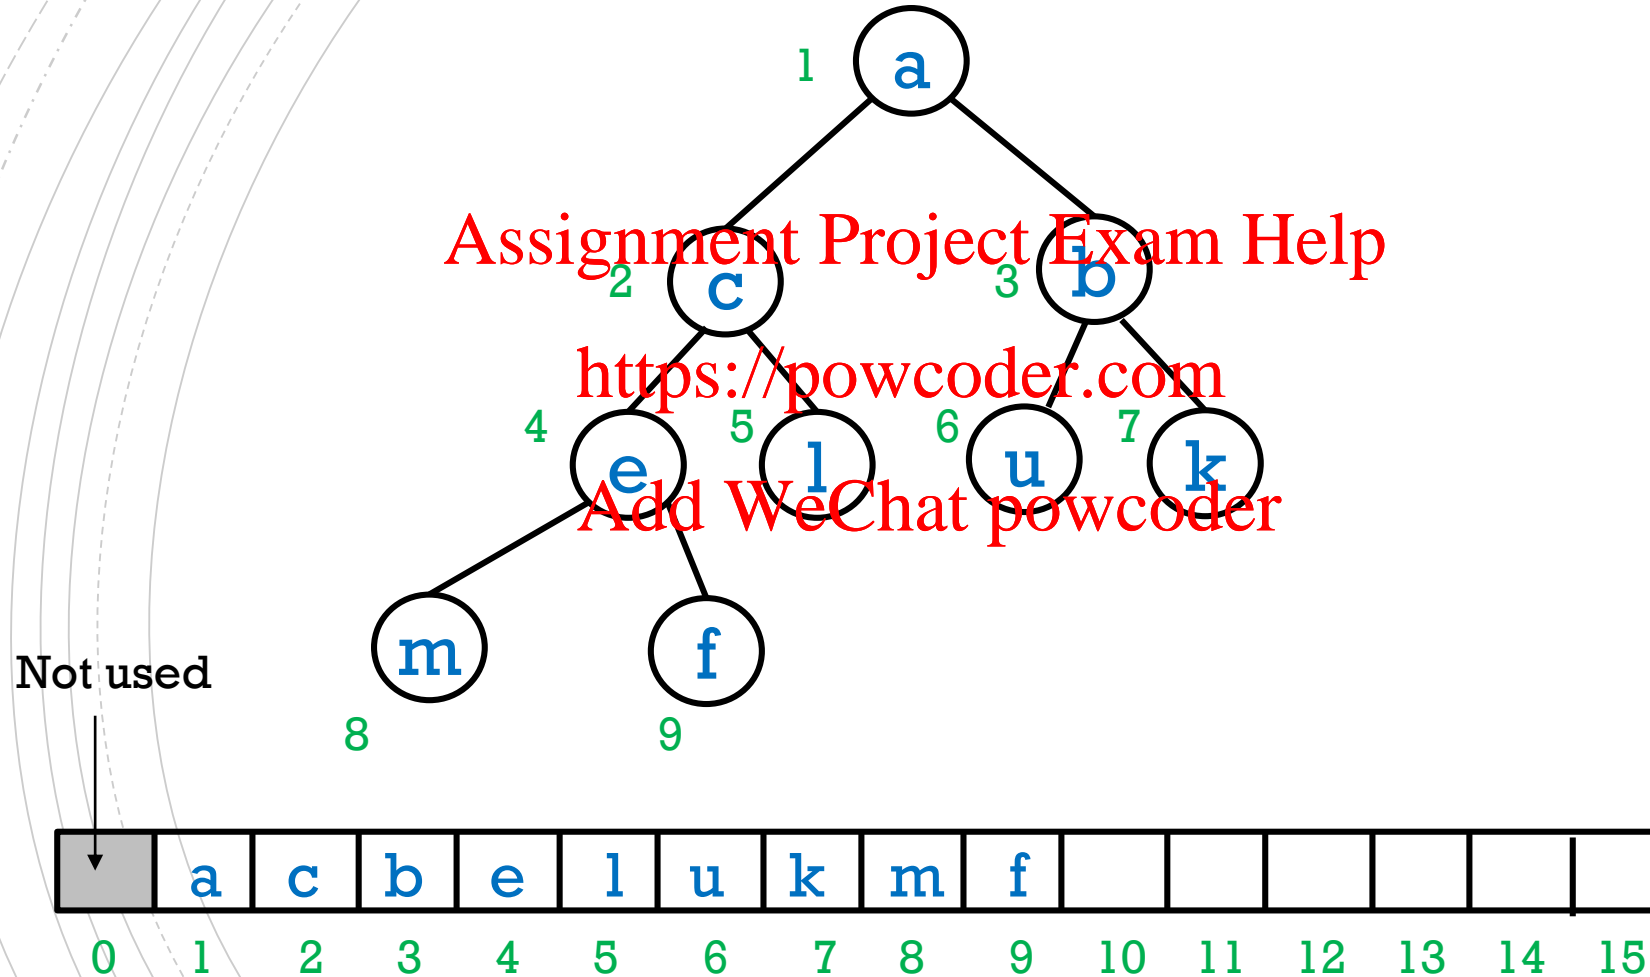 1 a
Assignment Project Exam Help
2 c 3 b
https://powcoder.com
4 e 5 l 6 u 7 k
Add WeChat powcoder
m f
Not used
8 9
a c b e l u k m f
0 1 2 3 4 5 6 7 8 9 10 11 12 13 14 15